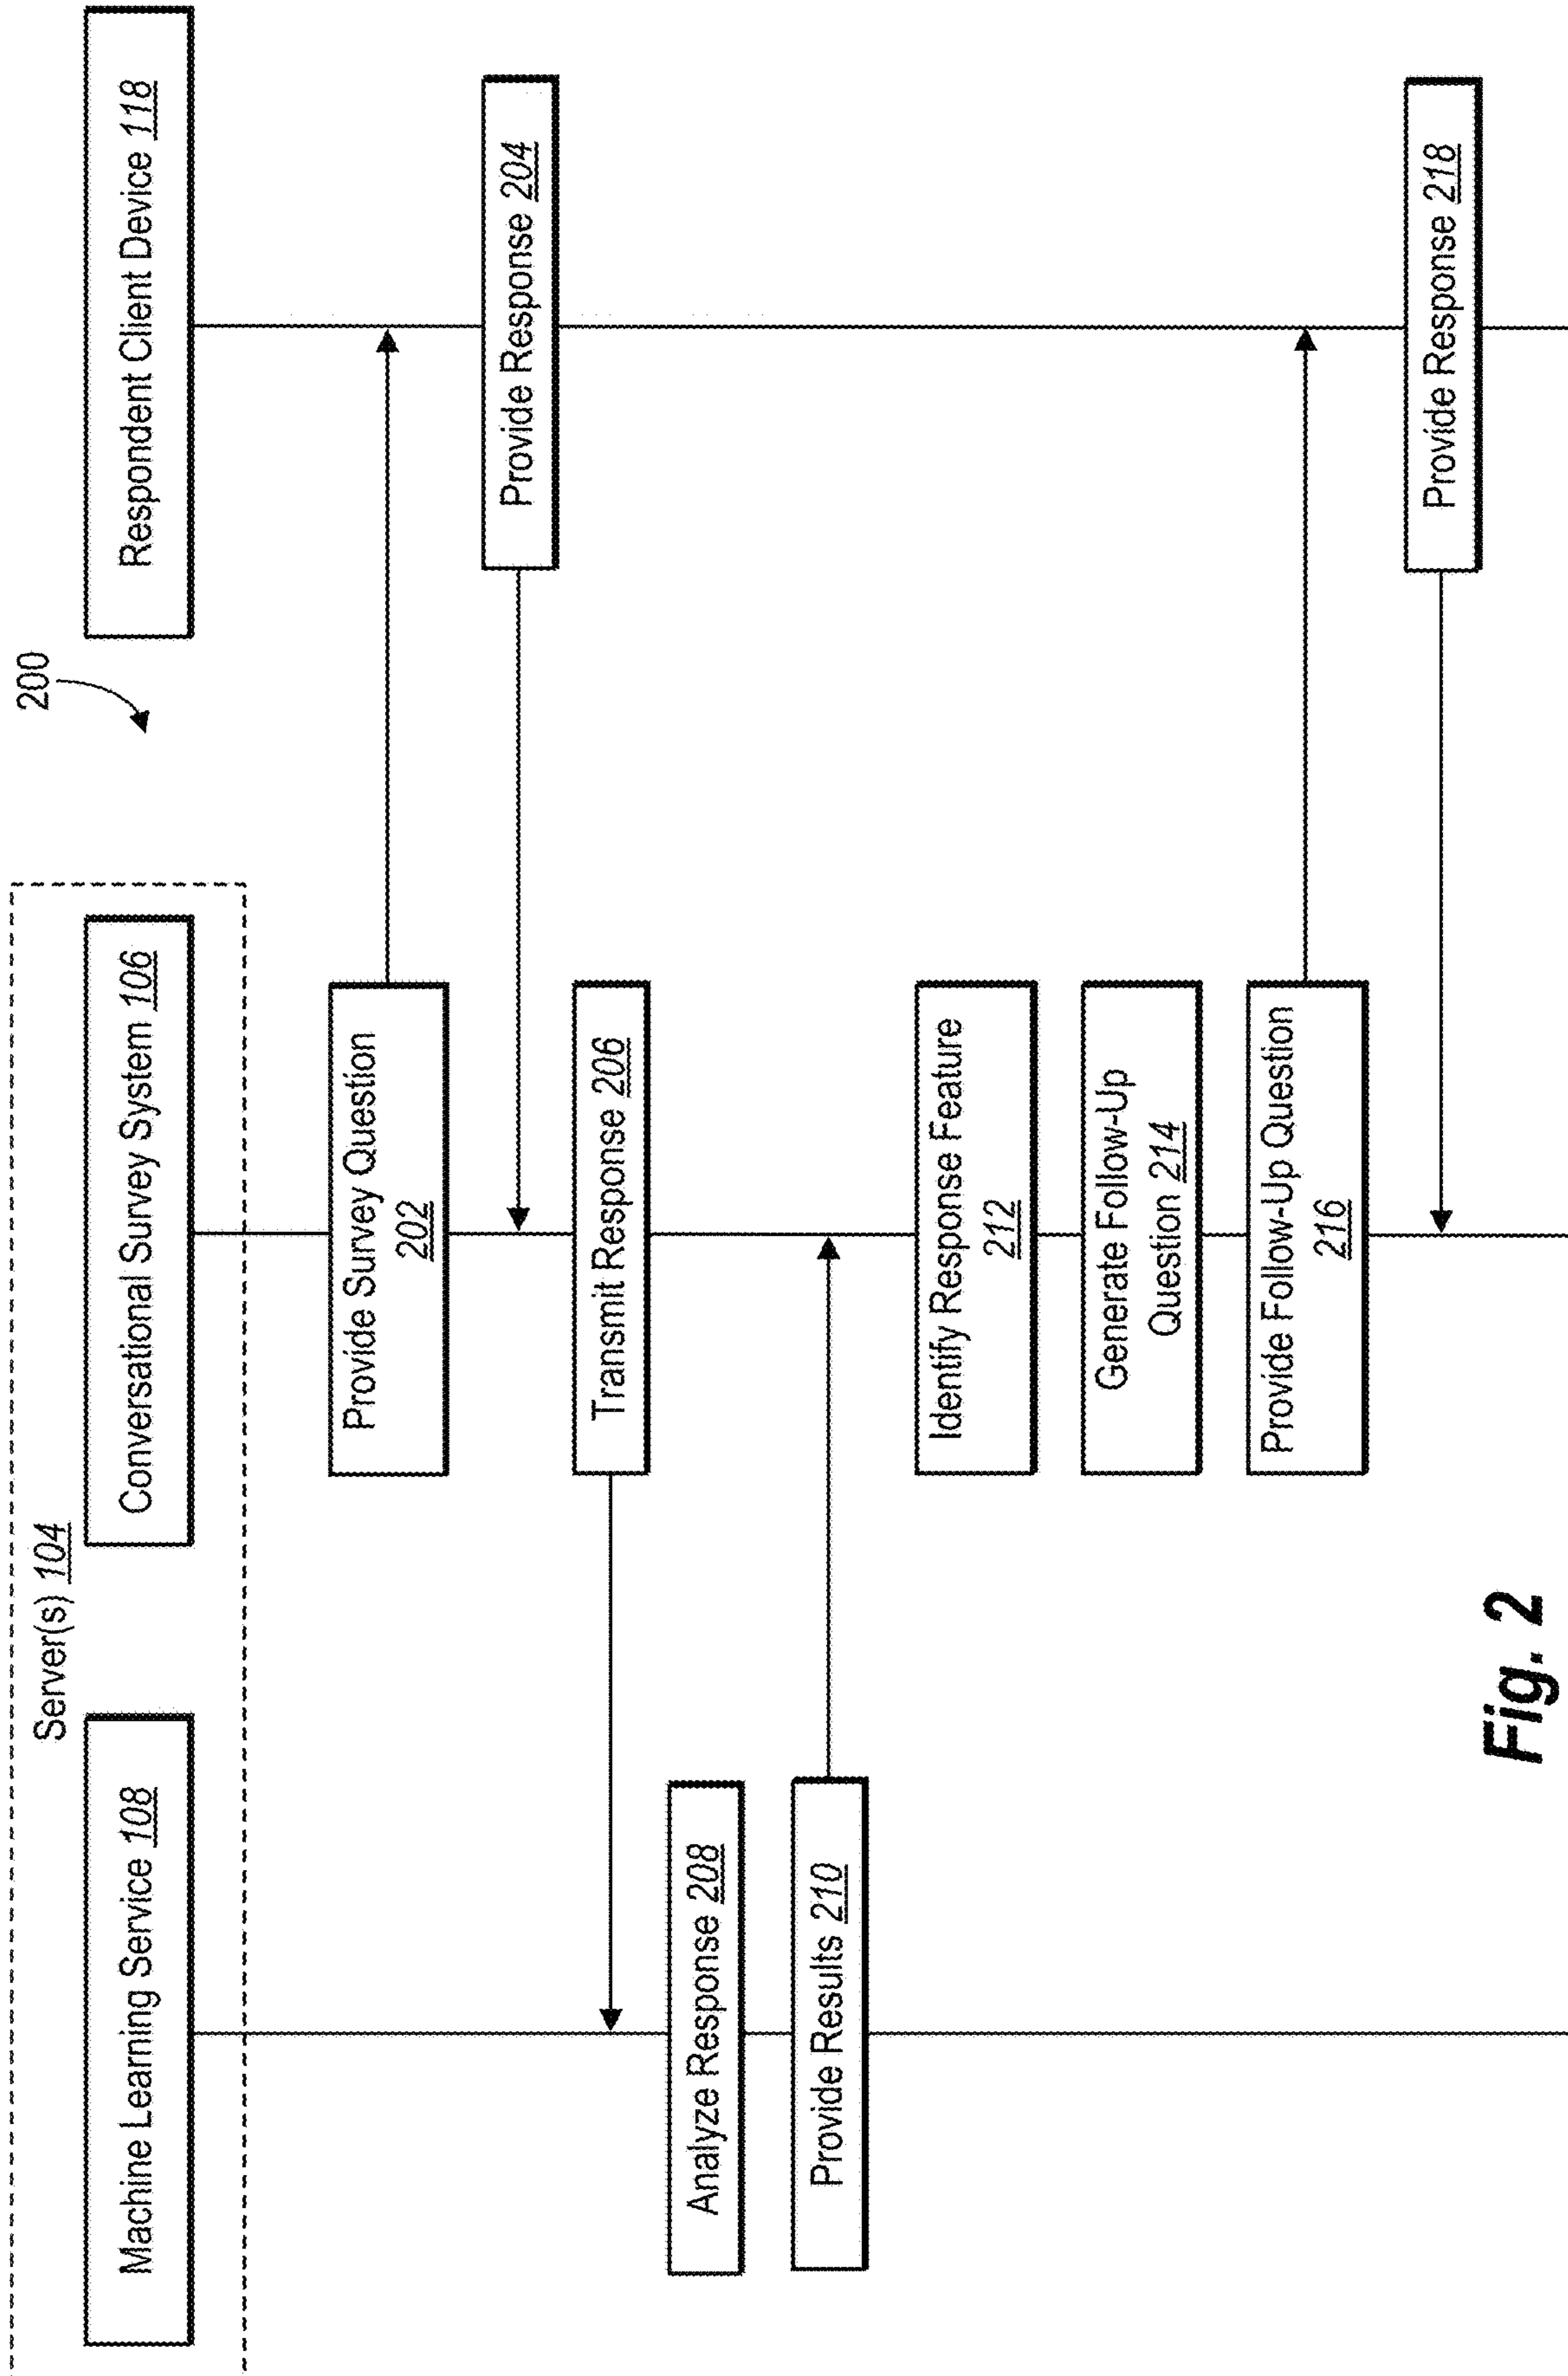 200
Server(s) 104
Machine Learning Service 108
Conversational Survey System 106
Respondent Client Device 118
Provide Survey Question
202
Provide Response 204
Transmit Response 206
Analyze Response 208
Provide Results 210
Identify Response Feature
212
Generate Follow-Up
Question 214
Provide Follow-Up Question
216
Provide Response 218
Fig. 2